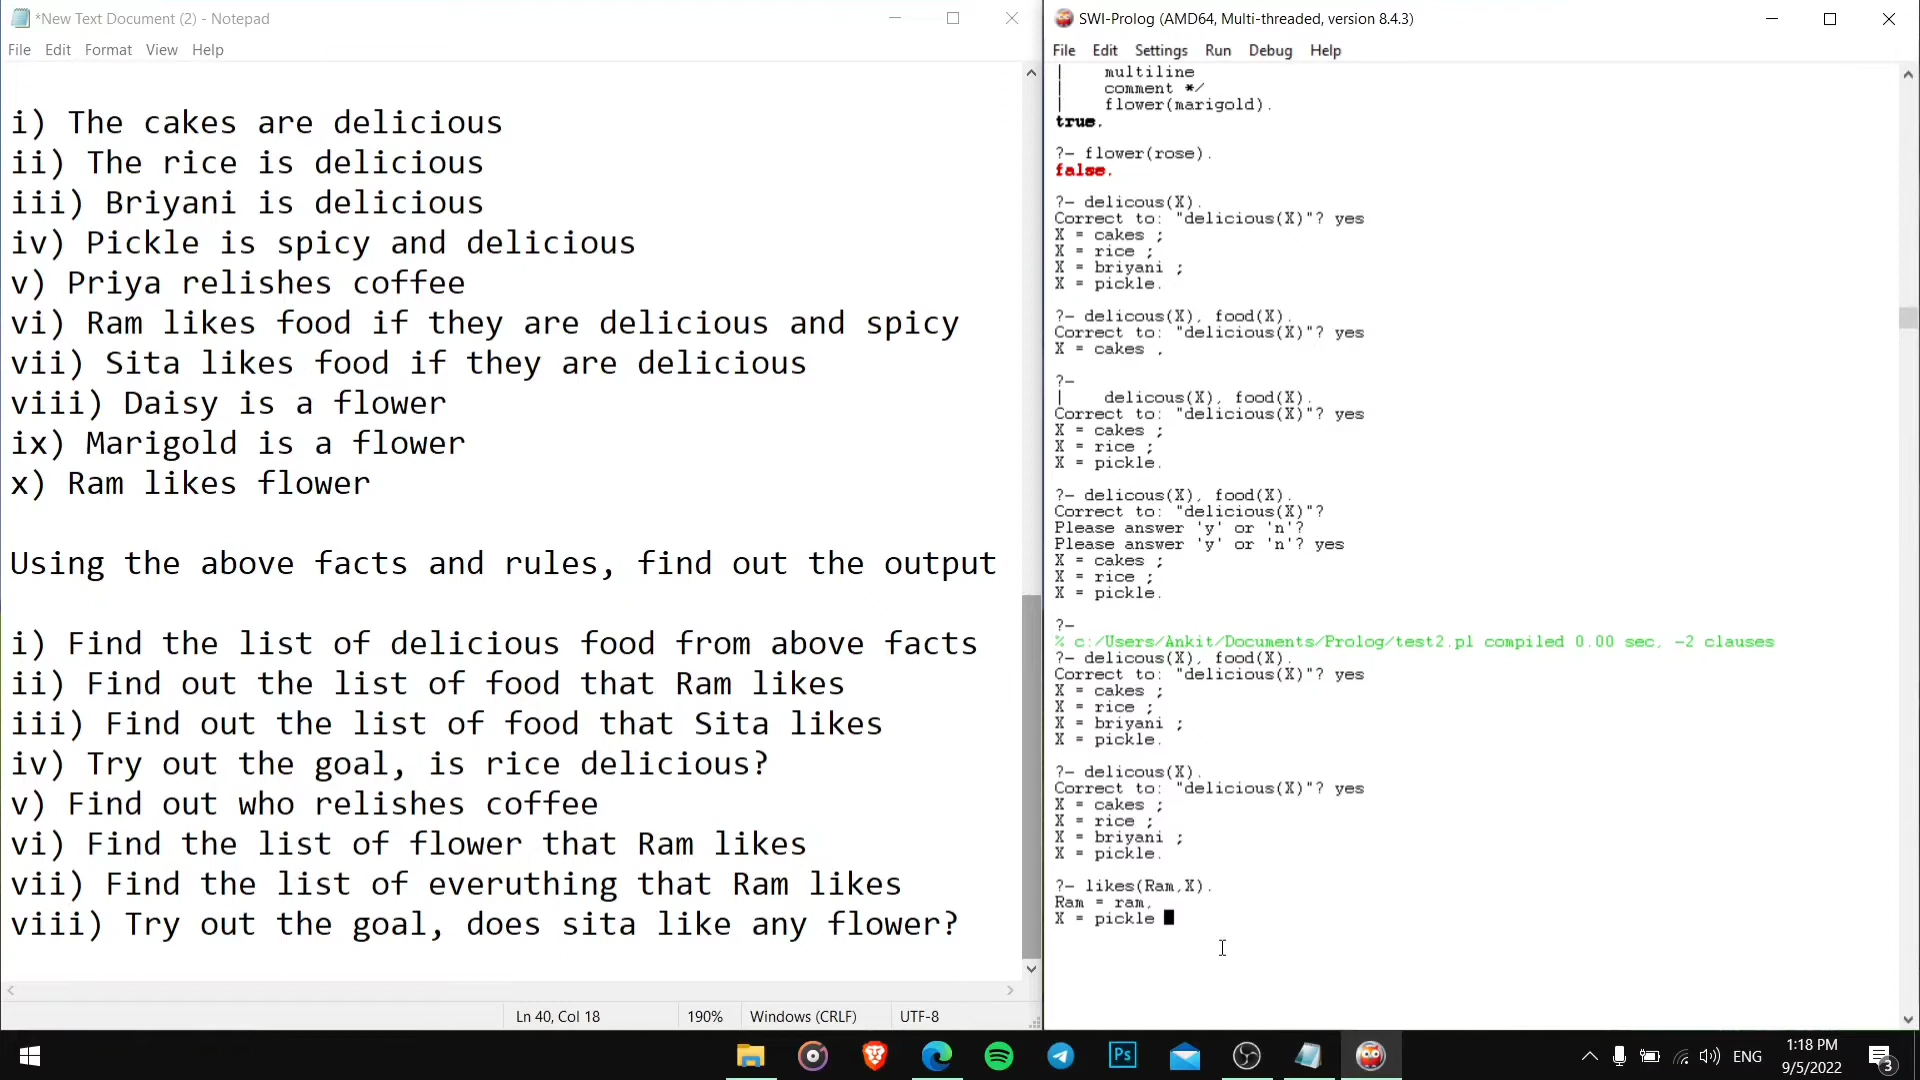 *New Text Document (2) - Notepad
File Edit Format View Help
i) The cakes are delicious
ii) The rice is delicious
iii) Briyani is delicious
iv) Pickle is spicy and delicious
v) Priya relishes coffee
vi) Ram likes food if they are delicious and spicy
vii) Sita likes food if they are delicious
viii) Daisy is a flower
ix) Marigold is a flower
x) Ram likes flower
Using the above facts and rules, find out the output
i) Find the list of delicious food from above facts
ii) Find out the list of food that Ram likes
iii) Find out the list of food that Sita likes
iv) Try out the goal, is rice delicious?
v) Find out who relishes coffee
vi) Find the list of flower that Ram likes
vii) Find the list of everuthing that Ram likes
viii) Try out the goal, does sita like any flower?
Ln 40, Col 18 190% Windows (CRLF) UTF-8
SWI-Prolog (AMD64, Multi-threaded, version 8.4.3)
File Edit Settings Run Debug Help
| multiline
| comment */
| flower(marigold).
true.
?- flower(rose).
false.
?- delicous(X).
Correct to: "delicious(X)"? yes
X = cakes ;
X = rice ;
X = briyani ;
X = pickle.
?- delicous(X), food(X).
Correct to: "delicious(X)"? yes
X = cakes .
?-
| delicous(X), food(X).
Correct to: "delicious(X)"? yes
X = cakes ;
X = rice ;
X = pickle.
?- delicous(X), food(X).
Correct to: "delicious(X)"?
Please answer 'y' or 'n'?
Please answer 'y' or 'n'? yes
X = cakes ;
X = rice ;
X = pickle.
?-
% c:/Users/Ankit/Documents/Prolog/test2.pl compiled 0.00 sec, -2 clauses
?- delicous(X), food(X).
Correct to: "delicious(X)"? yes
X = cakes ;
X = rice ;
X = briyani ;
X = pickle.
?- delicous(X).
Correct to: "delicious(X)"? yes
X = cakes ;
X = rice ;
X = briyani ;
X = pickle.
?- likes(Ram,X).
Ram = ram,
X = pickle
Ps
ENG
1:18 PM
9/5/2022
3